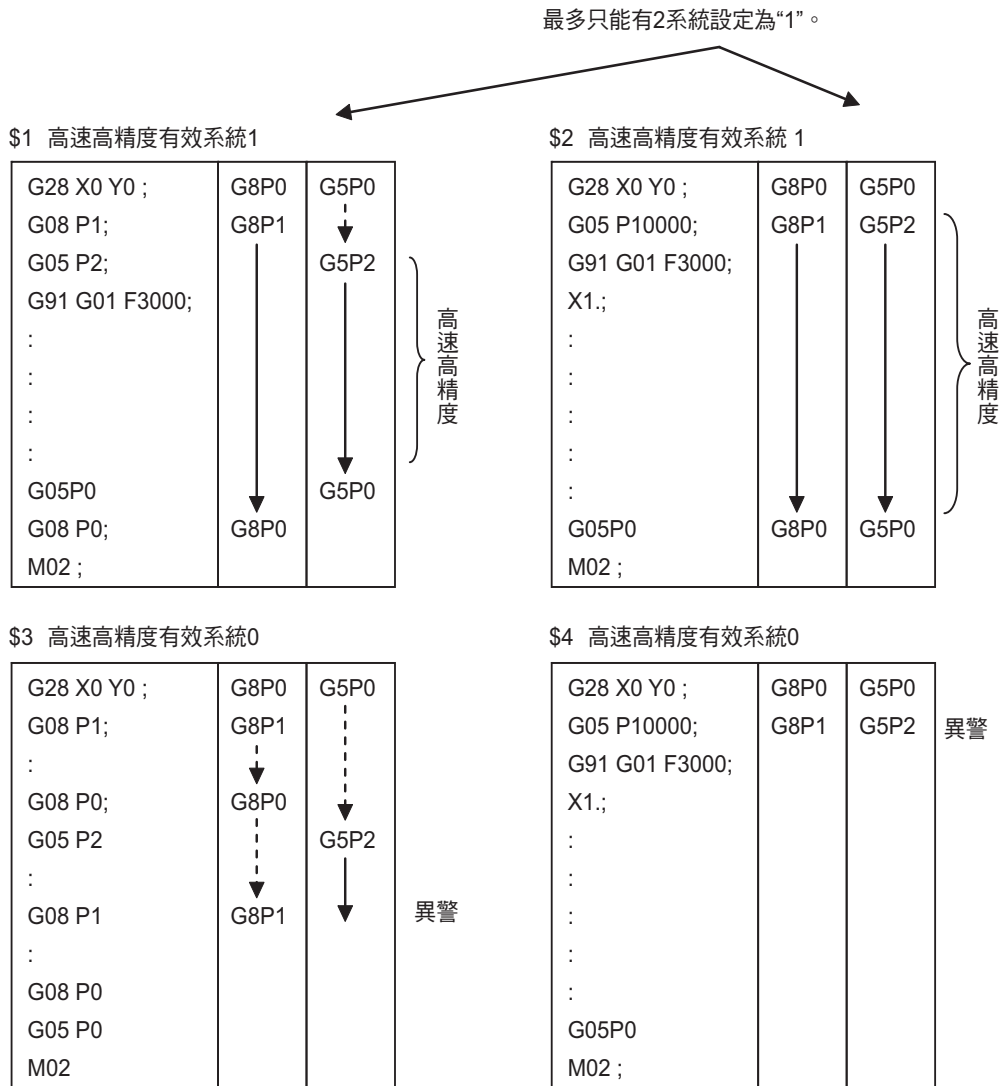 最多只能有2系統設定為“1”。
$1 高速高精度有效系統1
G28 X0 Y0 ; G8P0 G5P0
G08 P1; G8P1
G05 P2; G5P2
G91 G01 F3000;
:
:
:
:
G05P0 G5P0
G08 P0; G8P0
M02 ;
高速高精度
$2 高速高精度有效系統 1
G28 X0 Y0 ; G8P0 G5P0
G05 P10000; G8P1 G5P2
G91 G01 F3000;
X1.;
:
:
:
:
:
G05P0 G8P0 G5P0
M02 ;
高速高精度
$3 高速高精度有效系統0
G28 X0 Y0 ; G8P0 G5P0
G08 P1; G8P1
:
G08 P0; G8P0
G05 P2 G5P2
:
G08 P1 G8P1 異警
:
G08 P0
G05 P0
M02
$4 高速高精度有效系統0
G28 X0 Y0 ; G8P0 G5P0
G05 P10000; G8P1 G5P2 異警
G91 G01 F3000;
X1.;
:
:
:
:
:
G05P0
M02 ;